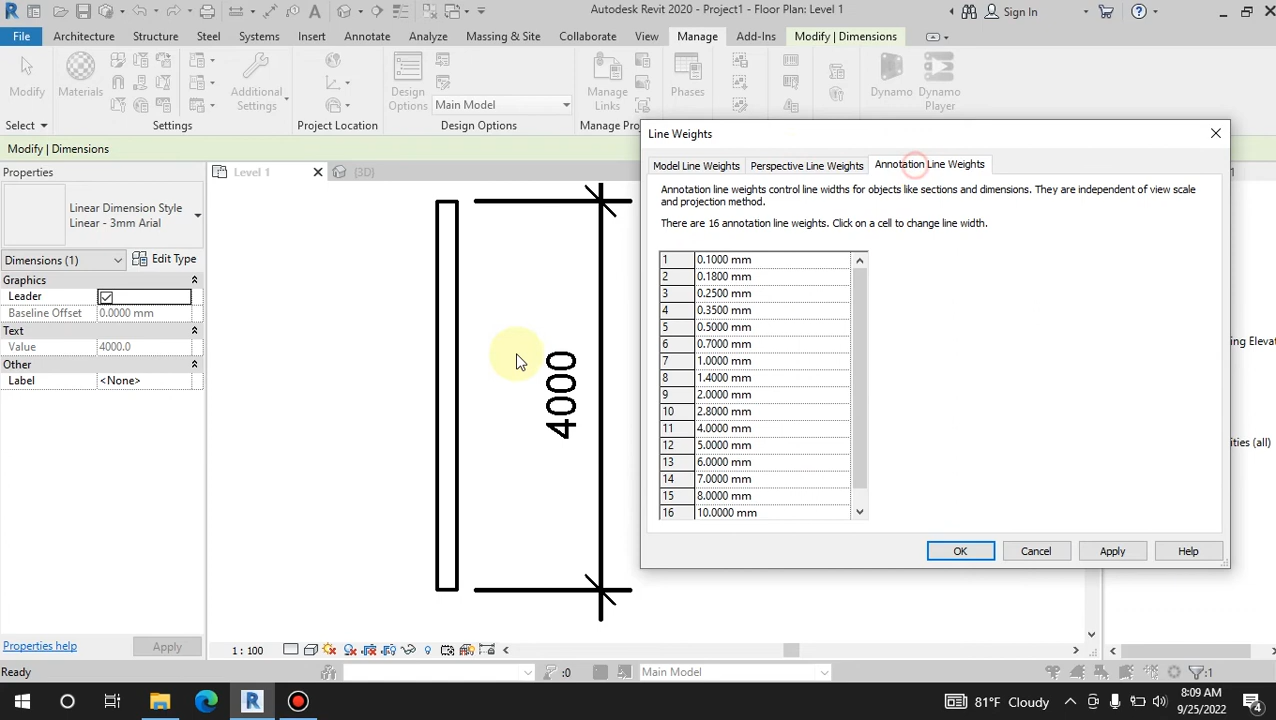 Autodesk Revit 2020 - Project1 - Floor Plan: Level 1
Sign In
File Architecture Structure Steel Systems Insert Annotate Analyze Massing & Site Collaborate View Manage Add-Ins Modify | Dimensions
Modify Materials Additional Settings Design Options Main Model Manage Links Phases Dynamo Dynamo Player
Select Settings Project Location Design Options Manage Proj
Modify | Dimensions
Properties
Level 1 (3D)
Linear Dimension Style
Linear - 3mm Arial
Dimensions (1) Edit Type
Graphics
Leader
Baseline Offset 0.0000 mm
Text
Value 4000.0
Other
Label <None>
Properties help Apply
4000
Line Weights
Model Line Weights Perspective Line Weights Annotation Line Weights
Annotation line weights control line widths for objects like sections and dimensions. They are independent of view scale
and projection method.
There are 16 annotation line weights. Click on a cell to change line width.
1 0.1000 mm
2 0.1800 mm
3 0.2500 mm
4 0.3500 mm
5 0.5000 mm
6 0.7000 mm
7 1.0000 mm
8 1.4000 mm
9 2.0000 mm
10 2.8000 mm
11 4.0000 mm
12 5.0000 mm
13 6.0000 mm
14 7.0000 mm
15 8.0000 mm
16 10.0000 mm
OK Cancel Apply Help
ing Elevat
ities (all)
1 : 100
Ready :0 Main Model :1
81°F Cloudy
8:09 AM
9/25/2022
4